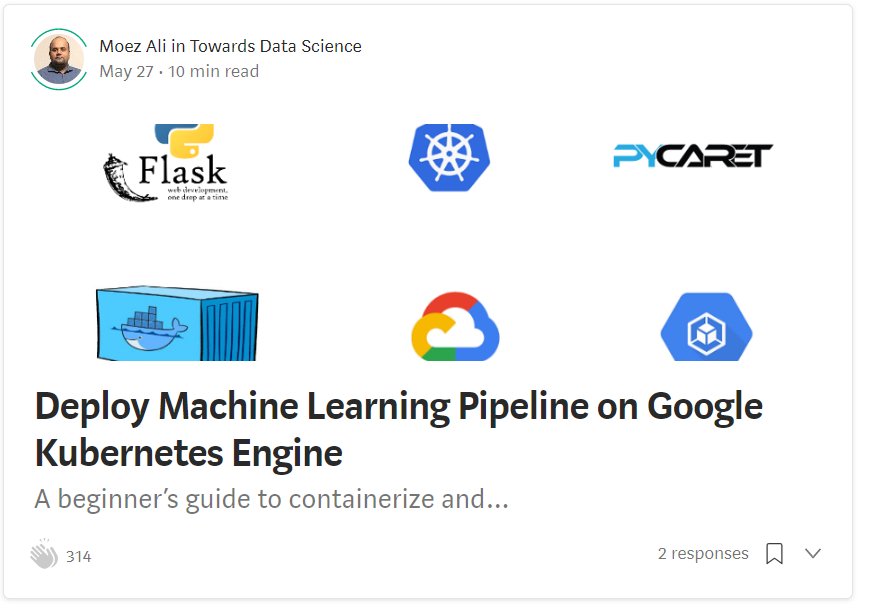 Moez Ali in Towards Data Science
May 27 · 10 min read
Flask
web development,
one drop at a time
PYCARET
Deploy Machine Learning Pipeline on Google
Kubernetes Engine
A beginner’s guide to containerize and…
314
2 responses